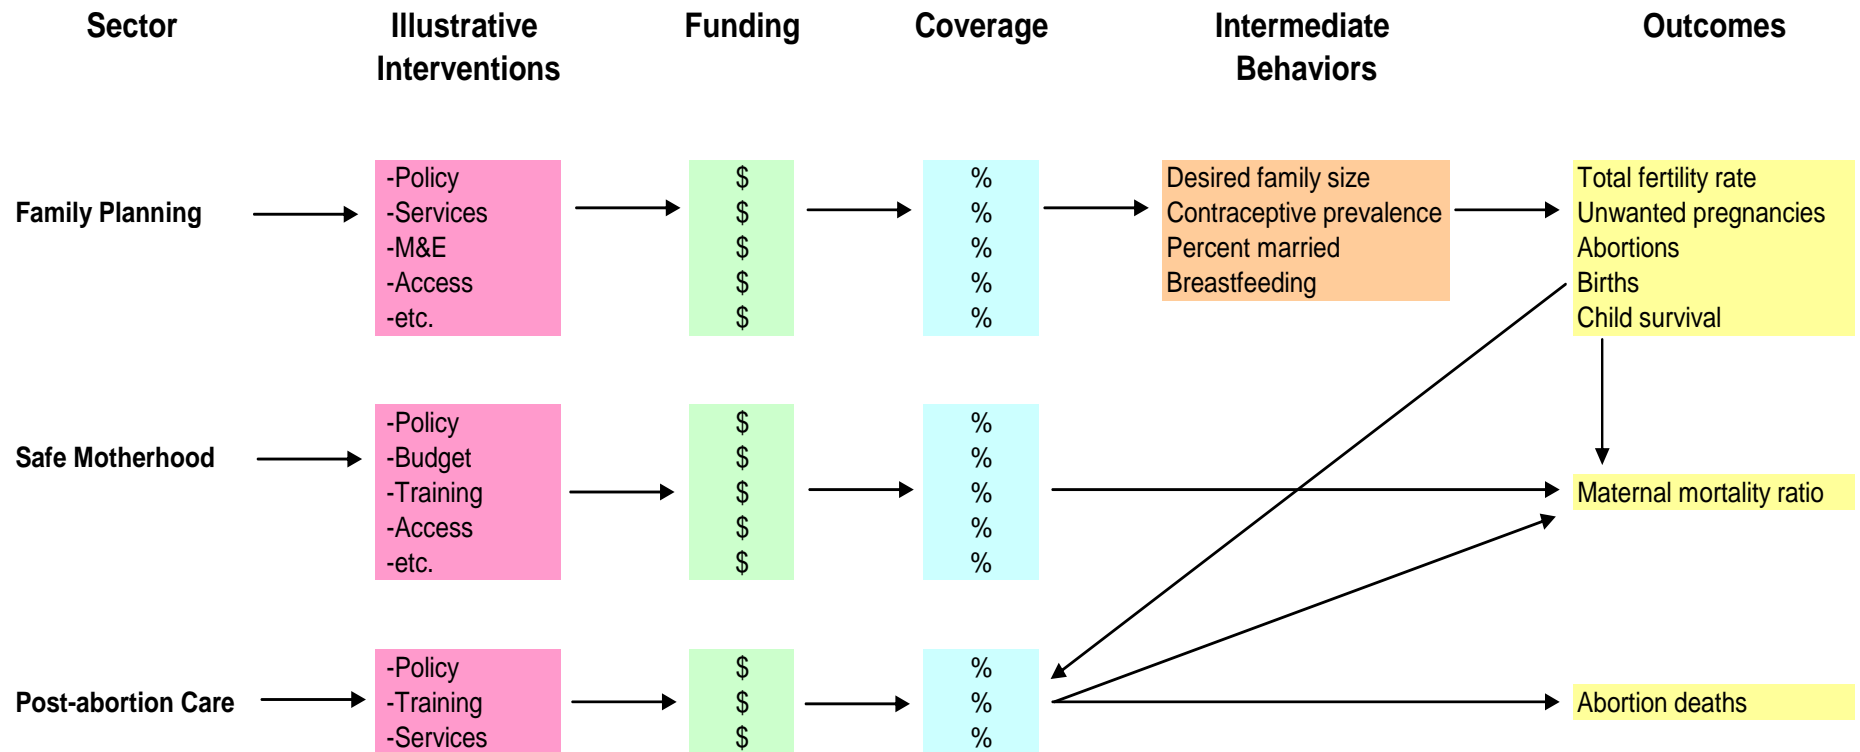 Sector
Illustrative
Interventions
Funding
Coverage
Intermediate
Behaviors
Outcomes
Family Planning
-Policy
-Services
-M&E
-Access
-etc.
$
$
$
$
$
%
%
%
%
%
Desired family size
Contraceptive prevalence
Percent married
Breastfeeding
Total fertility rate
Unwanted pregnancies
Abortions
Births
Child survival
Safe Motherhood
-Policy
-Budget
-Training
-Access
-etc.
$
$
$
$
$
%
%
%
%
%
Maternal mortality ratio
Post-abortion Care
-Policy
-Training
-Services
$
$
$
%
%
%
Abortion deaths